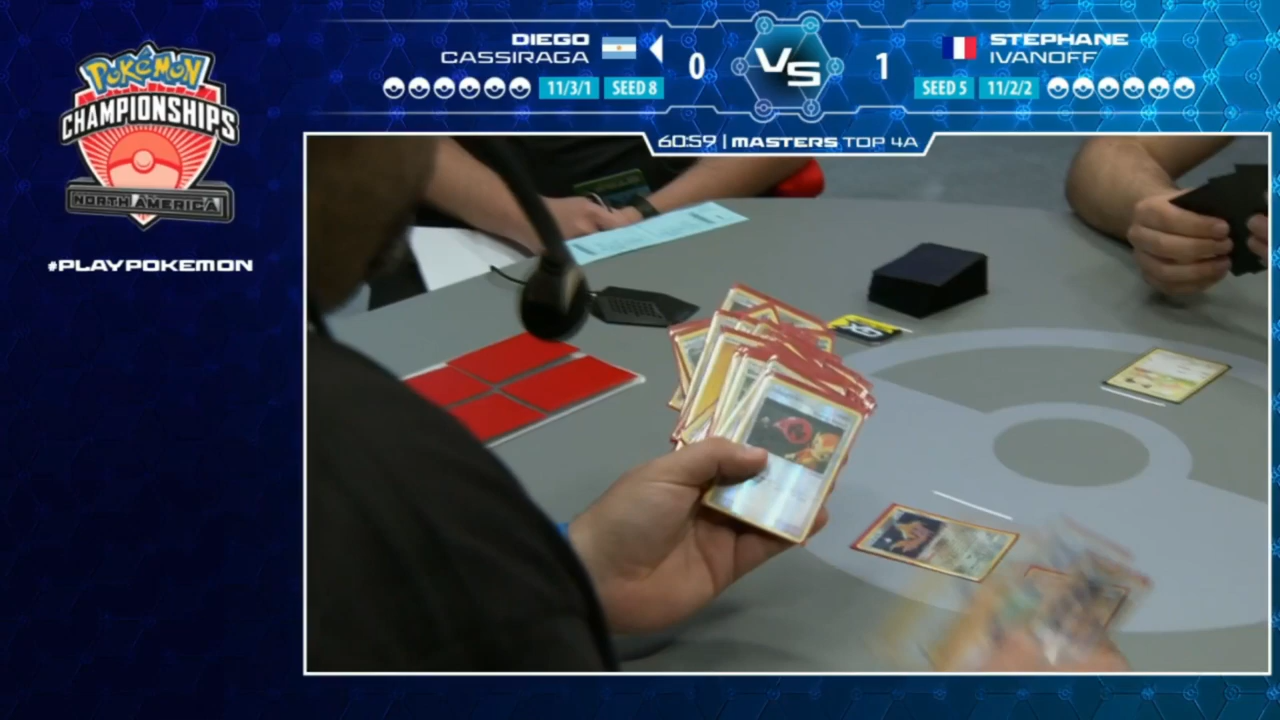 POKÉMON
CHAMPIONSHIPS
NORTH AMERICA
#PLAYPOKEMON
DIEGO
CASSIRAGA
11/3/1
SEED 8
0
VS
1
STEPHANE
IVANOFF
SEED 5
11/2/2
60:59 | MASTERS TOP 4A
GX